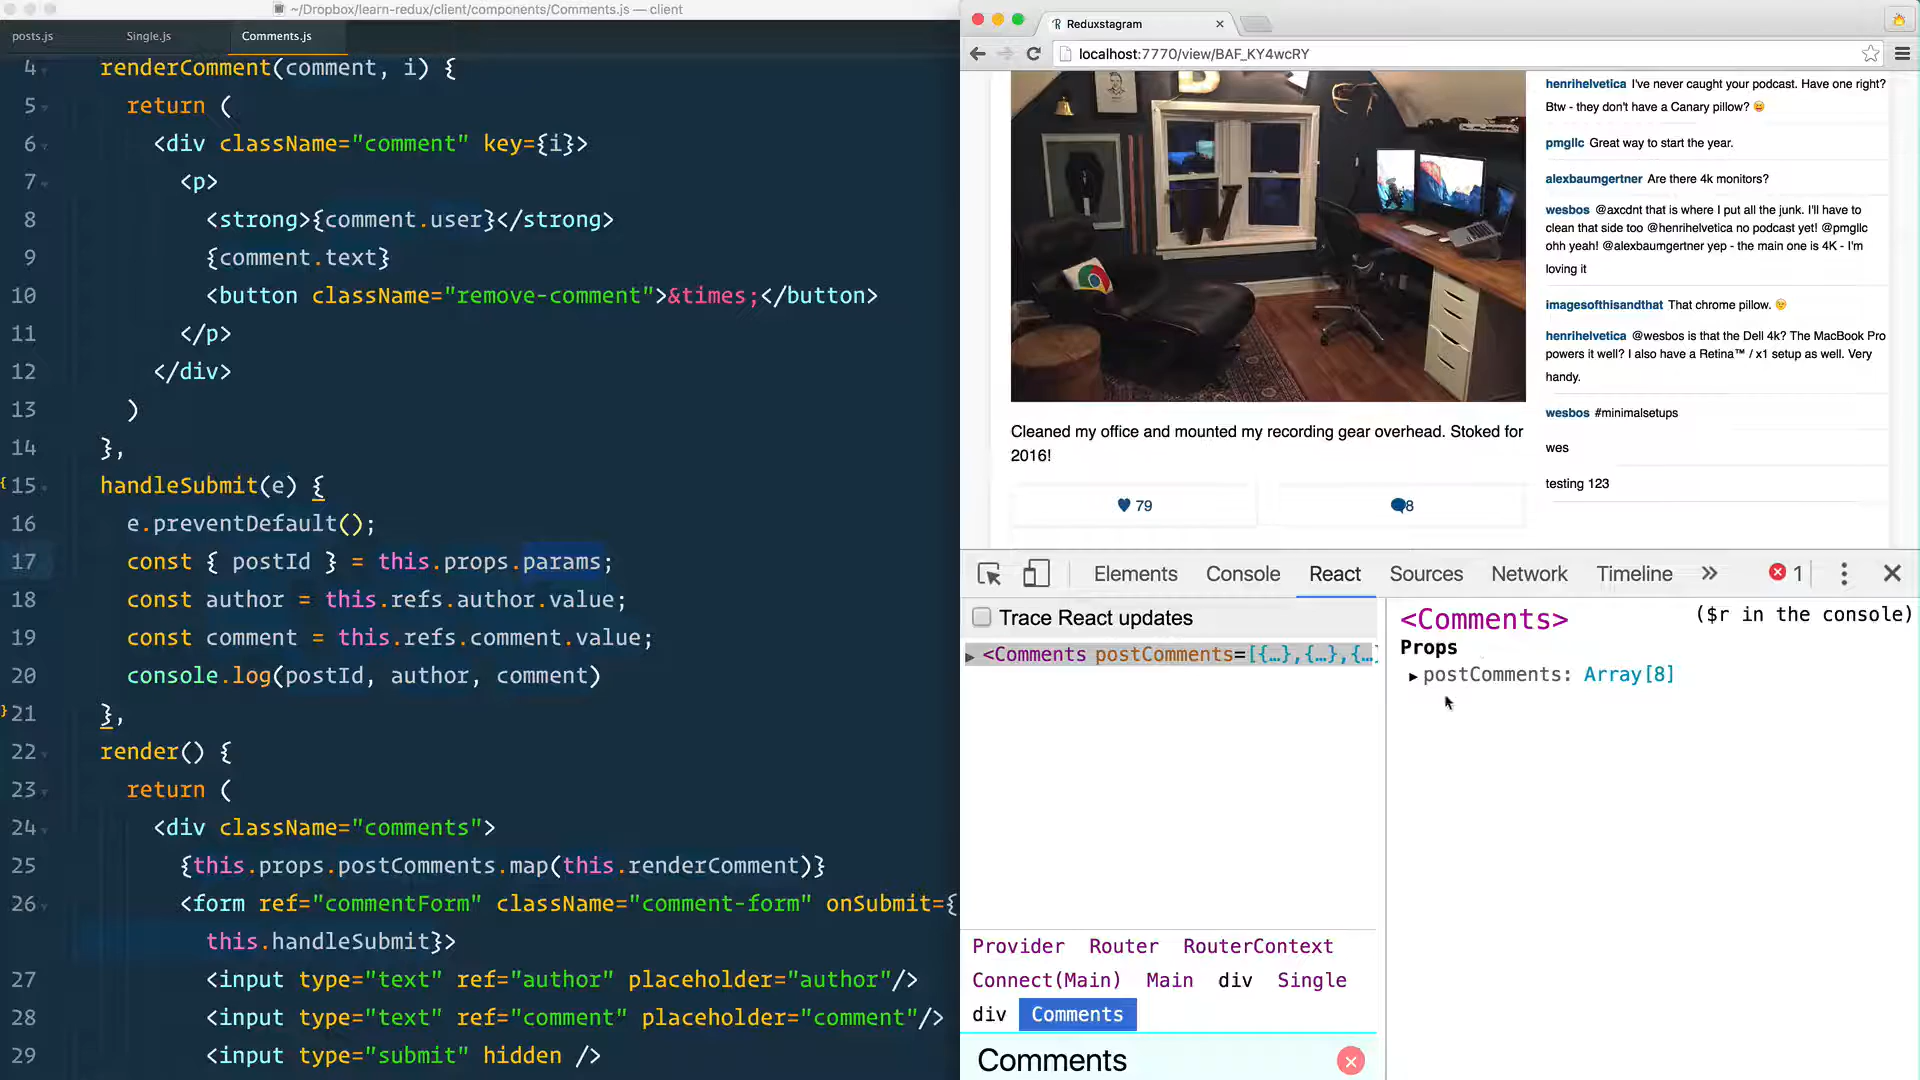 ~/Dropbox/learn-redux/client/components/Comments.js — client
posts.js Single.js Comments.js
4 renderComment(comment, i) {
5 return (
6 <div className="comment" key={i}>
7 <p>
8 <strong>{comment.user}</strong>
9 {comment.text}
10 <button className="remove-comment">&times;</button>
11 </p>
12 </div>
13 )
14 },
15 handleSubmit(e) {
16 e.preventDefault();
17 const { postId } = this.props.params;
18 const author = this.refs.author.value;
19 const comment = this.refs.comment.value;
20 console.log(postId, author, comment)
21 },
22 render() {
23 return (
24 <div className="comments">
25 {this.props.postComments.map(this.renderComment)}
26 <form ref="commentForm" className="comment-form" onSubmit={
this.handleSubmit}>
27 <input type="text" ref="author" placeholder="author"/>
28 <input type="text" ref="comment" placeholder="comment"/>
29 <input type="submit" hidden />
Reduxstagram
localhost:7770/view/BAF_KY4wcRY
henrihelvetica I've never caught your podcast. Have one right?
Btw - they don't have a Canary pillow? 😄
pmgllc Great way to start the year.
alexbaumgertner Are there 4k monitors?
wesbos @axcdnt that is where I put all the junk. I'll have to
clean that side too @henrihelvetica no podcast yet! @pmgllc
ohh yeah! @alexbaumgertner yep - the main one is 4K - I'm
loving it
imagesofthisandthat That chrome pillow. 😉
henrihelvetica @wesbos is that the Dell 4k? The MacBook Pro
powers it well? I also have a Retina™ / x1 setup as well. Very
handy.
wesbos #minimalsetups
wes
testing 123
Cleaned my office and mounted my recording gear overhead. Stoked for
2016!
79
8
Elements Console React Sources Network Timeline » 1
Trace React updates
<Comments postComments=[{…},{…},{…
Provider Router RouterContext
Connect(Main) Main div Single
div Comments
Comments
<Comments> ($r in the console)
Props
postComments: Array[8]